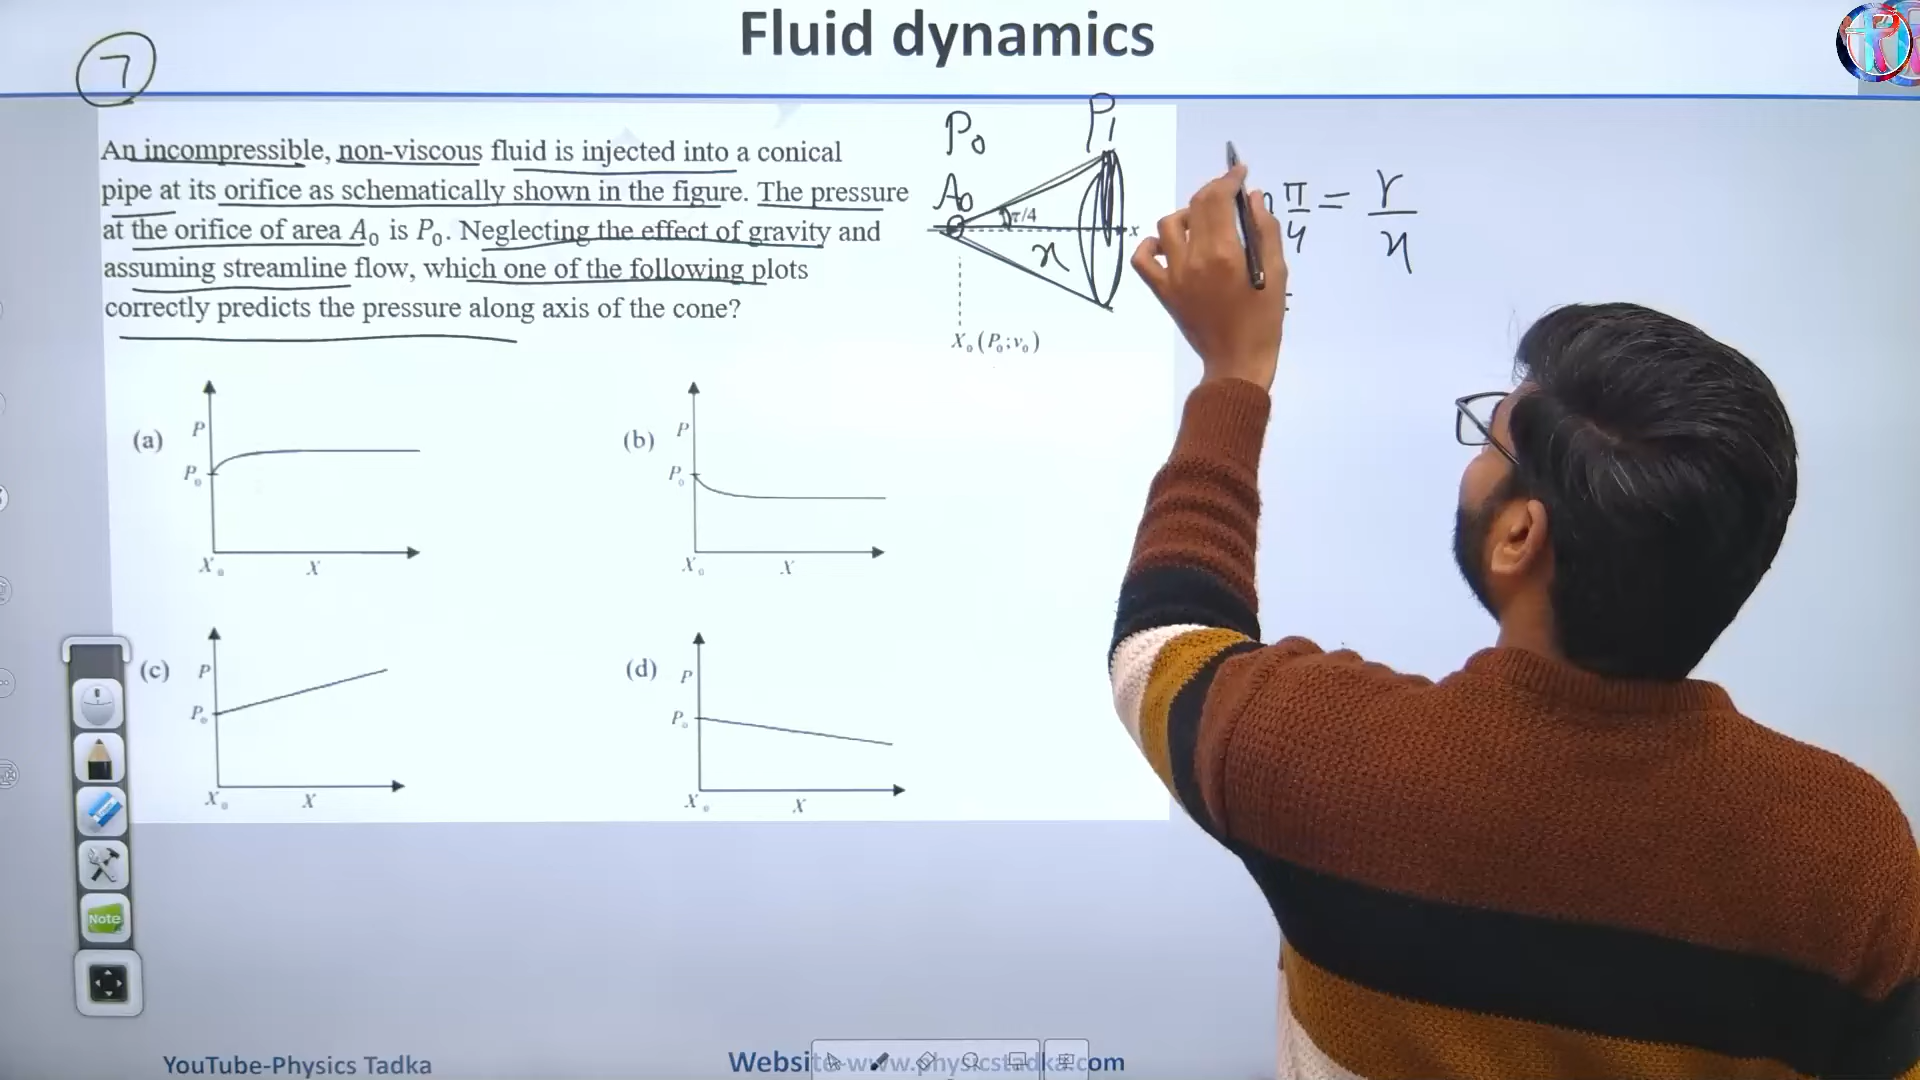 Fluid dynamics
7
An incompressible, non-viscous fluid is injected into a conical
pipe at its orifice as schematically shown in the figure. The pressure
at the orifice of area A₀ is P₀. Neglecting the effect of gravity and
assuming streamline flow, which one of the following plots
correctly predicts the pressure along axis of the cone?
P₀ P₁
A₀
π/4
x
x
X₀ (P₀;v₀)
π/4 = r/x
(a) P
P₀
X₀ X
(b) P
P₀
X₀ X
(c) P
P₀
X₀ X
(d) P
P₀
X₀ X
Note
YouTube-Physics Tadka
Website-www.physicstadka.com